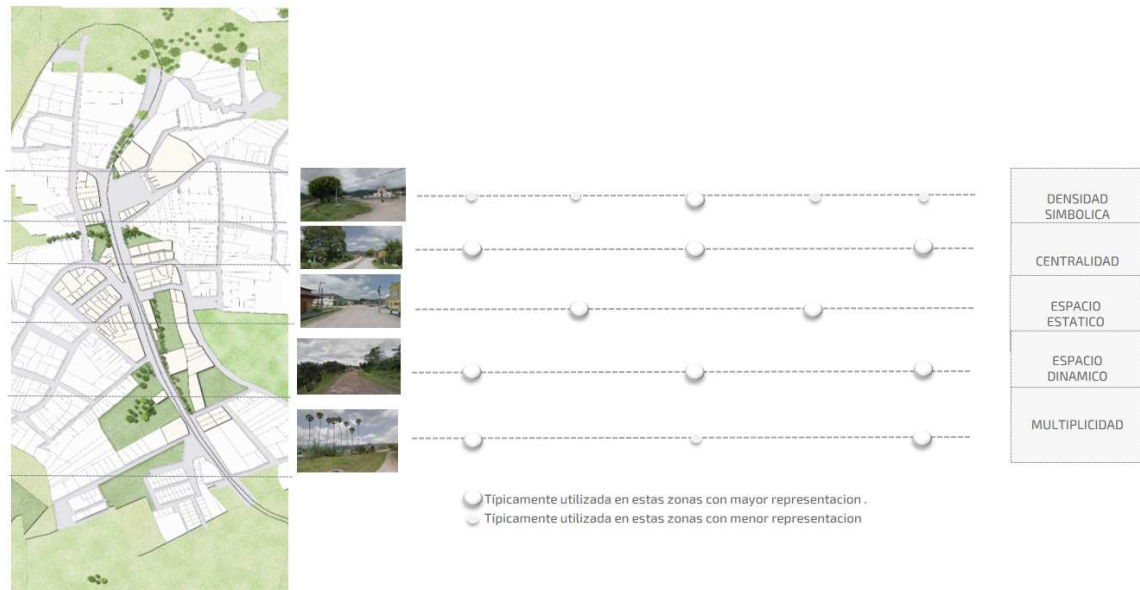 DENSIDAD
SIMBOLICA
CENTRALIDAD
ESPACIO
ESTATICO
ESPACIO
DINAMICO
MULTIPLICIDAD
Típicamente utilizada en estas zonas con mayor representacion .
Típicamente utilizada en estas zonas con menor representacion